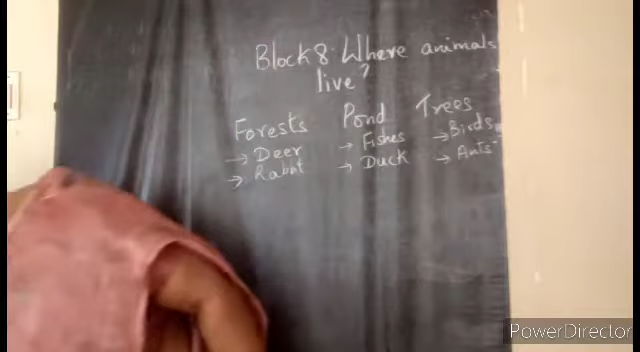 Block 8: Where animals
live?
Forests Pond Trees
→ Deer → Fishes → Birds
→ Rabbit → Duck → Ants
PowerDirector